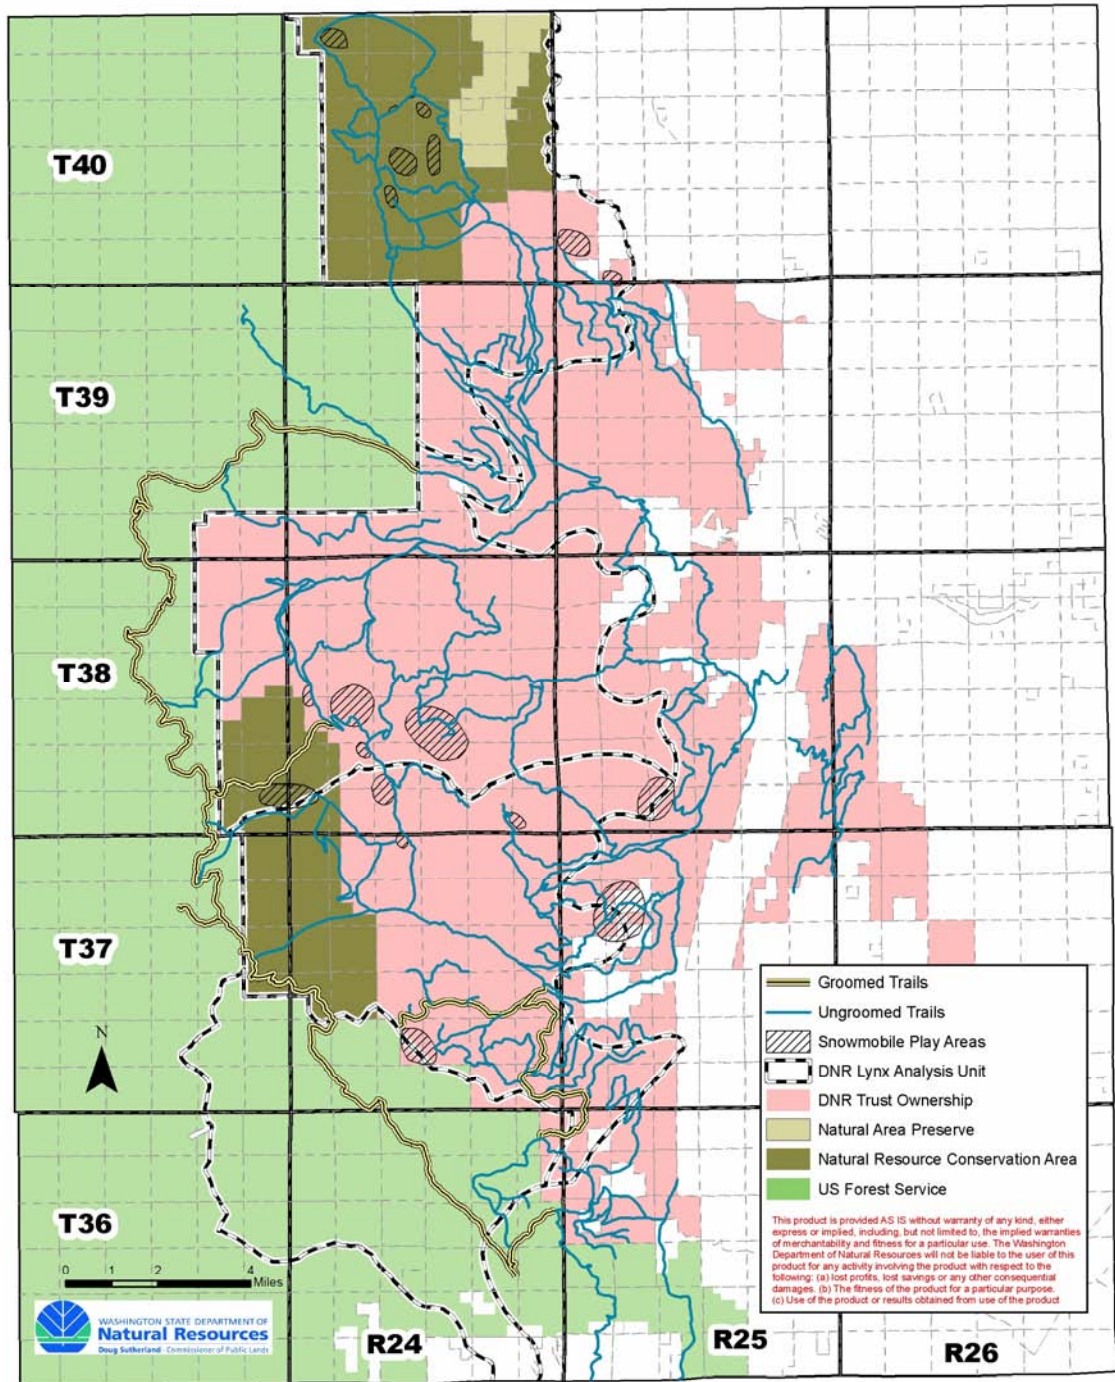 T40
T39
T38
T37
N
T36
0 1 2 4
Miles
WASHINGTON STATE DEPARTMENT OF
Natural Resources
Doug Sutherland - Commissioner of Public Lands
R24
R25
R26
Groomed Trails
Ungroomed Trails
Snowmobile Play Areas
DNR Lynx Analysis Unit
DNR Trust Ownership
Natural Area Preserve
Natural Resource Conservation Area
US Forest Service
This product is provided AS IS without warranty of any kind, either
express or implied, including, but not limited to, the implied warranties
of merchantability and fitness for a particular use. The Washington
Department of Natural Resources will not be liable to the user of this
product for any activity involving the product with respect to the
following: (a) lost profits, lost savings or any other consequential
damages. (b) The fitness of the product for a particular purpose.
(c) Use of the product or results obtained from use of the product